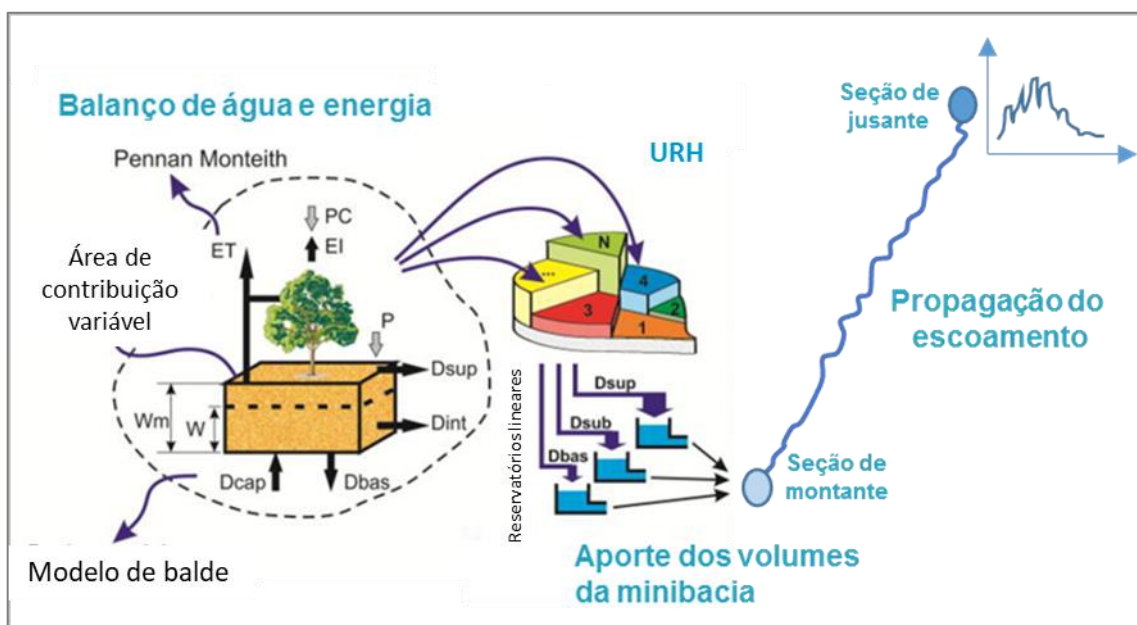 Balanço de água e energia
Pennan Monteith
PC
EI
ET
Área de
contribuição
variável
P
Dsup
Wm
W
Dint
Dcap
Dbas
Modelo de balde
URH
N
...
4
3
2
1
Reservatórios lineares
Dsup
Dsub
Dbas
Aporte dos volumes
da minibacia
Seção de
jusante
Propagação do
escoamento
Seção de
montante